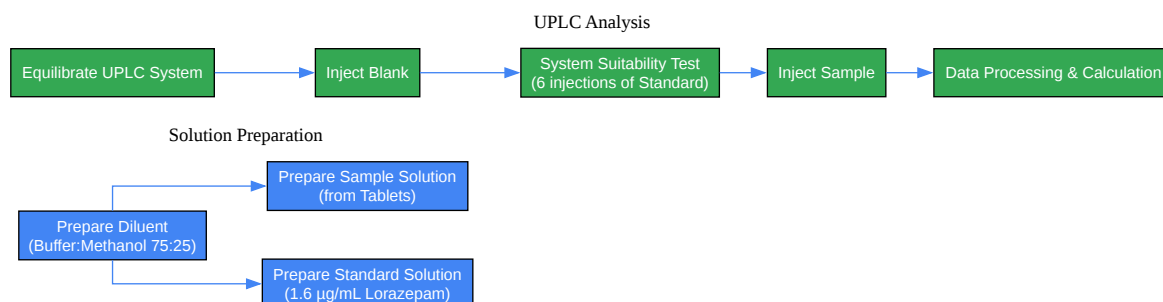 UPLC Analysis
Equilibrate UPLC System
Inject Blank
System Suitability Test
(6 injections of Standard)
Inject Sample
Data Processing & Calculation
Solution Preparation
Prepare Sample Solution
(from Tablets)
Prepare Diluent
(Buffer:Methanol 75:25)
Prepare Standard Solution
(1.6 µg/mL Lorazepam)